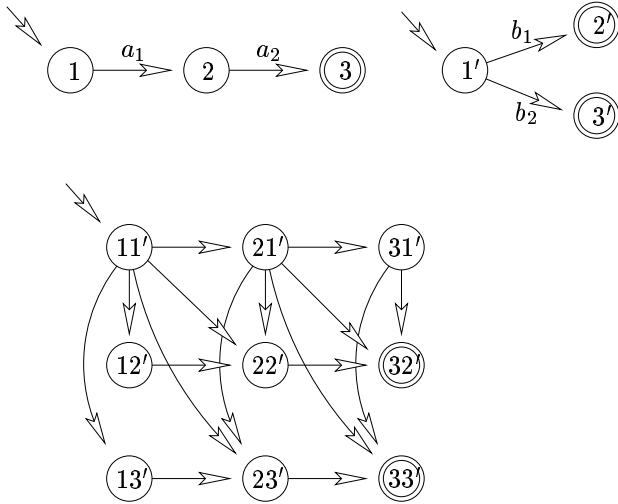 1 a₁ 2 a₂ 3
1′ b₁ 2′
b₂ 3′
11′ 21′ 31′
12′ 22′ 32′
13′ 23′ 33′